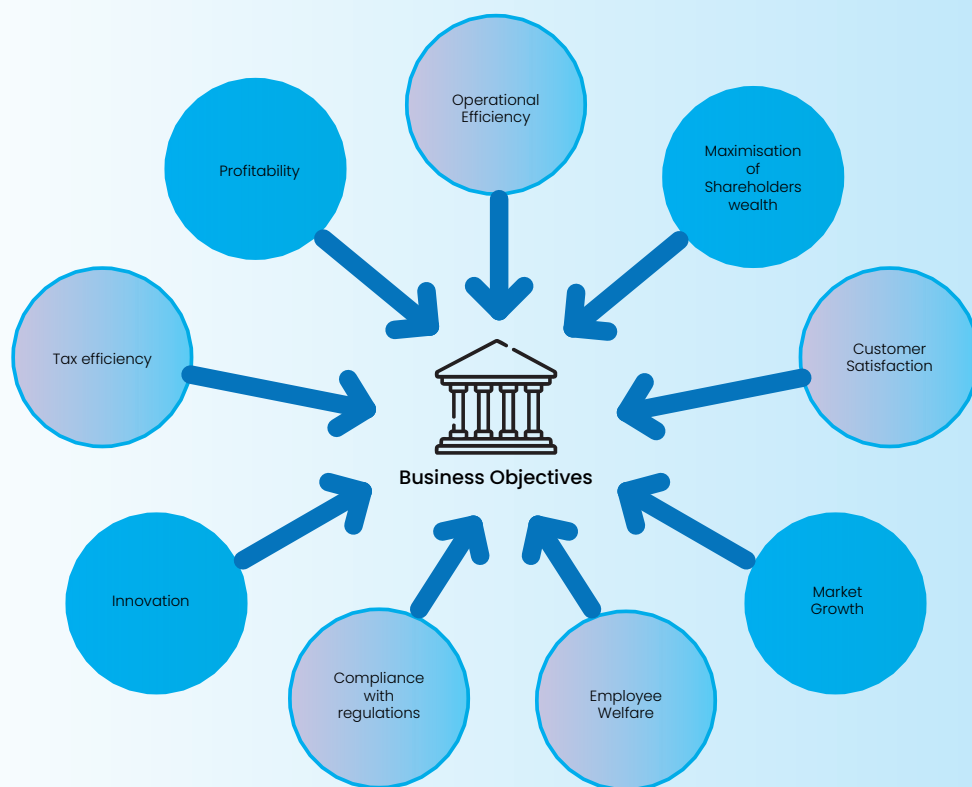 Operational
Efficiency
Profitability
Maximisation
of
Shareholders
wealth
Tax efficiency
Customer
Satisfaction
Business Objectives
Innovation
Market
Growth
Compliance
with
regulations
Employee
Welfare